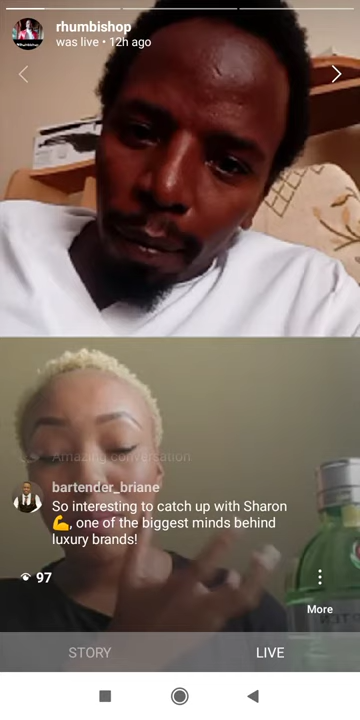 rhumbishop
was live • 12h ago
Amazing conversation
bartender_briane
So interesting to catch up with Sharon
💪, one of the biggest minds behind
luxury brands!
97
More
STORY
LIVE